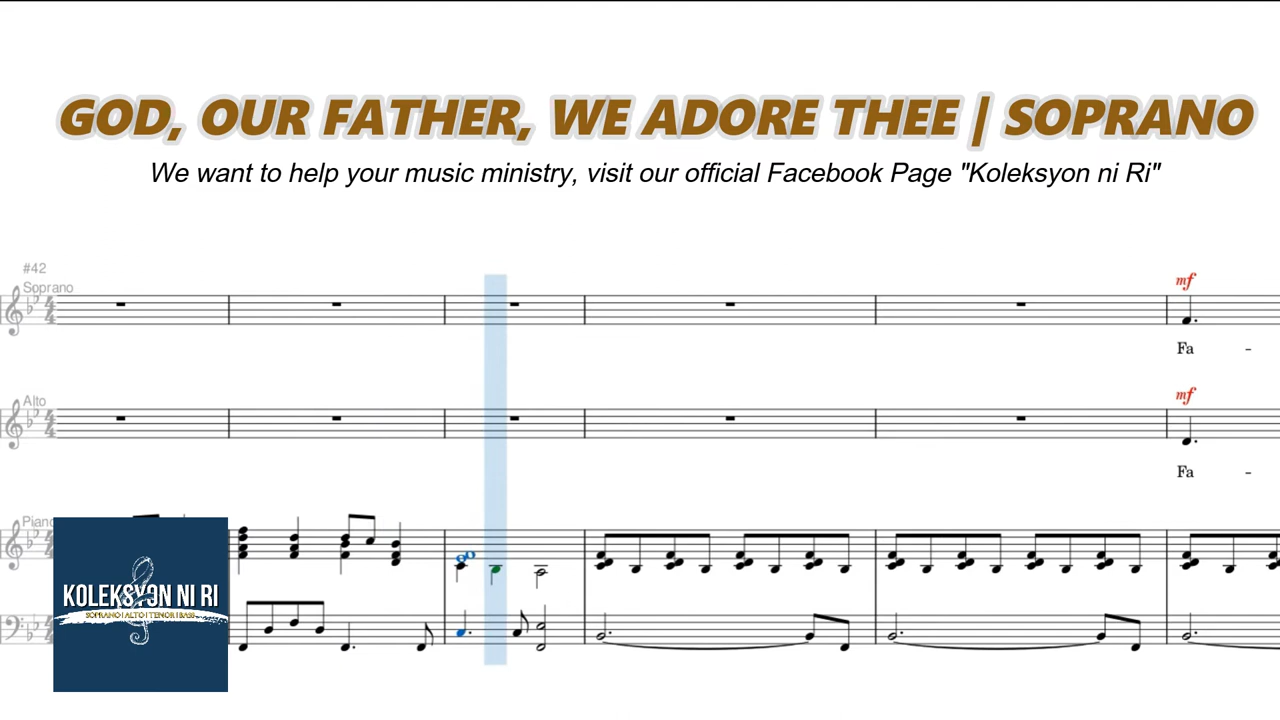 GOD, OUR FATHER, WE ADORE THEE | SOPRANO
We want to help your music ministry, visit our official Facebook Page "Koleksyon ni Ri"
#42
Soprano
mf
Fa -
Alto
mf
Fa -
Piano
KOLEKSYON NI RI
SOPRANO | ALTO | TENOR | BASS